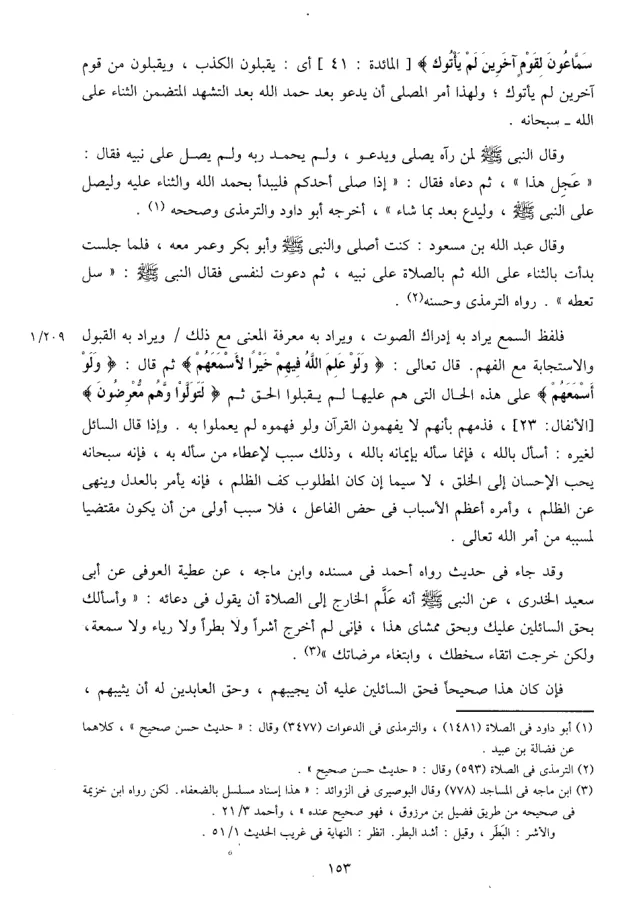 سَمَّاعُونَ لِقَوْمٍ آخَرِينَ لَمْ يَأْتُوكَ ﴾ [ المائدة : ٤١ ] أى : يقبلون الكذب ، ويقبلون من قوم
آخرين لم يأتوك ؛ ولهذا أمر المصلى أن يدعو بعد حمد الله بعد التشهد المتضمن الثناء على
الله ـ سبحانه .
وقال النبى ﷺ لمن رآه يصلى ويدعـو ، ولـم يحمـد ربه ولـم يصـل على نبيه فقال :
« عَجِل هذا » ، ثم دعاه فقال : « إذا صلى أحدكم فليبدأ بحمد الله والثناء عليه وليصل
على النبى ﷺ ، وليدع بعد بما شاء » ، أخرجه أبو داود والترمذى وصححه (١) .
وقال عبد الله بن مسعود : كنت أصلى والنبى ﷺ وأبو بكر وعمر معه ، فلما جلست
بدأت بالثناء على الله ثم بالصلاة على نبيه ، ثم دعوت لنفسى فقال النبى ﷺ : « سل
تعطه » . رواه الترمذى وحسنه(٢) .
فلفظ السمع يراد به إدراك الصوت ، ويراد به معرفة المعنى مع ذلك / ويراد به القبول ١/٢٠٩
والاستجابة مع الفهم. قال تعالى : ﴿ وَلَوْ عَلِمَ اللَّهُ فِيهِمْ خَيْرًا لأَسْمَعَهُمْ ﴾ ثم قال : ﴿ وَلَوْ
أَسْمَعَهُمْ ﴾ على هذه الحال التى هم عليهـا لـم يـقبلوا الحـق ثـم ﴿ لَتَوَلَّوْا وَّهُم مُّعْرِضُونَ ﴾
[الأنفال: ٢٣] ، فذمهم بأنهم لا يفهمون القرآن ولو فهموه لم يعملوا به . وإذا قال السائل
لغيره : أسأل بالله ، فإنما سأله بإيمانه بالله ، وذلك سبب لإعطاء من سأله به ، فإنه سبحانه
يحب الإحسان إلى الخلق ، لا سيما إن كان المطلوب كف الظلم ، فإنه يأمر بالعدل وينهى
عن الظلم ، وأمره أعظم الأسباب فى حض الفاعل ، فلا سبب أولى من أن يكون مقتضيا
لمسببه من أمر الله تعالى .
وقد جاء فى حديث رواه أحمد فى مسنده وابن ماجه ، عن عطية العوفى عن أبى
سعيد الخدرى ، عن النبى ﷺ أنه علَّم الخارج إلى الصلاة أن يقول فى دعائه : « وأسألك
بحق السائلين عليك وبحق ممشاى هذا ، فإنى لم أخرج أشراً ولا بطراً ولا رياء ولا سمعة،
ولكن خرجت اتقاء سخطك ، وابتغاء مرضاتك »(٣) .
فإن كان هذا صحيحاً فحق السائلين عليه أن يجيبهم ، وحق العابدين له أن يثيبهم ،
(١) أبو داود فى الصلاة (١٤٨١) ، والترمذى فى الدعوات (٣٤٧٧) وقال : « حديث حسن صحيح » ، كلاهما
عن فضالة بن عبيد .
(٢) الترمذى فى الصلاة (٥٩٣) وقال : « حديث حسن صحيح » .
(٣) ابن ماجه فى المساجد (٧٧٨) وقال البوصيرى فى الزوائد : « هذا إسناد مسلسل بالضعفاء. لكن رواه ابن خزيمة
فى صحيحه من طريق فضيل بن مرزوق ، فهو صحيح عنده » ، وأحمد ٢١/٣ .
والأشر : البَطَر ، وقيل : أشد البطر. انظر : النهاية فى غريب الحديث ٥١/١ .
١٥٣